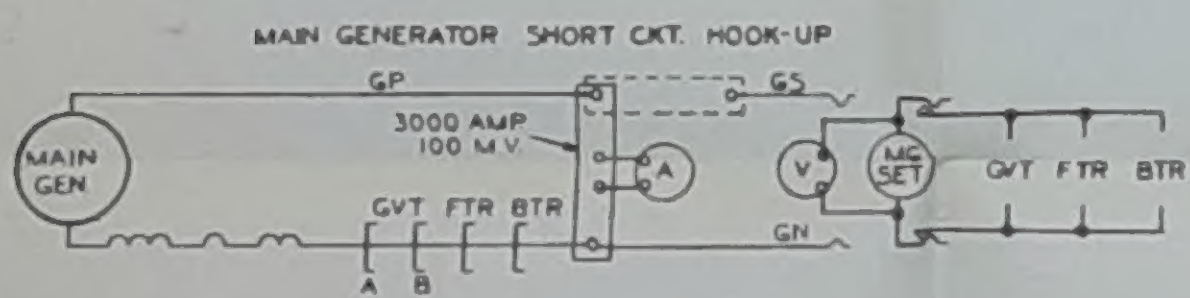 MAIN GENERATOR SHORT CKT. HOOK-UP
GP
GS
3000 AMP.
100 M.V.
MAIN
GEN.
A
V
MG
SET
GVT FTR BTR
GVT FTR BTR
GN
A B